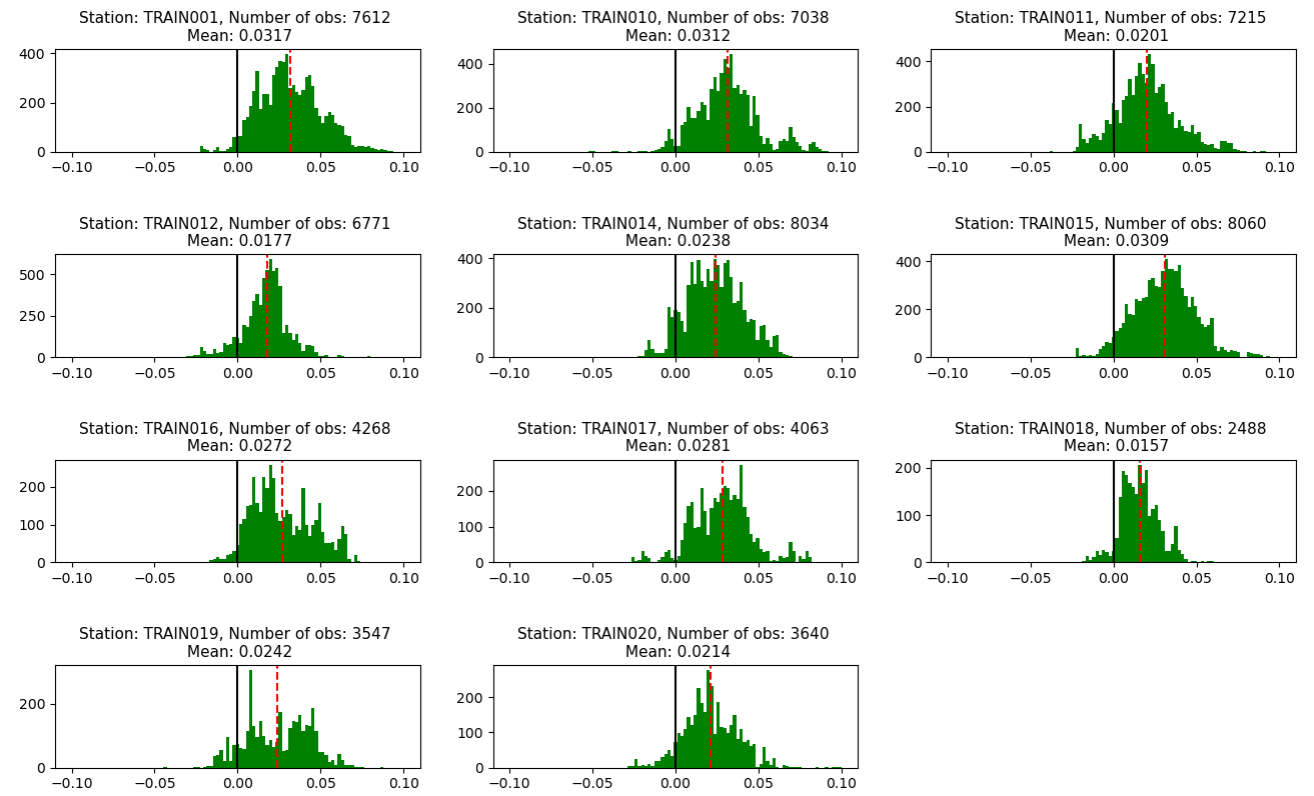 Station: TRAIN001, Number of obs: 7612
Mean: 0.0317
400
200
0
−0.10 −0.05 0.00 0.05 0.10
Station: TRAIN010, Number of obs: 7038
Mean: 0.0312
400
200
0
−0.10 −0.05 0.00 0.05 0.10
Station: TRAIN011, Number of obs: 7215
Mean: 0.0201
400
200
0
−0.10 −0.05 0.00 0.05 0.10
Station: TRAIN012, Number of obs: 6771
Mean: 0.0177
500
250
0
−0.10 −0.05 0.00 0.05 0.10
Station: TRAIN014, Number of obs: 8034
Mean: 0.0238
400
200
0
−0.10 −0.05 0.00 0.05 0.10
Station: TRAIN015, Number of obs: 8060
Mean: 0.0309
400
200
0
−0.10 −0.05 0.00 0.05 0.10
Station: TRAIN016, Number of obs: 4268
Mean: 0.0272
200
100
0
−0.10 −0.05 0.00 0.05 0.10
Station: TRAIN017, Number of obs: 4063
Mean: 0.0281
200
100
0
−0.10 −0.05 0.00 0.05 0.10
Station: TRAIN018, Number of obs: 2488
Mean: 0.0157
200
100
0
−0.10 −0.05 0.00 0.05 0.10
Station: TRAIN019, Number of obs: 3547
Mean: 0.0242
200
0
−0.10 −0.05 0.00 0.05 0.10
Station: TRAIN020, Number of obs: 3640
Mean: 0.0214
200
100
0
−0.10 −0.05 0.00 0.05 0.10